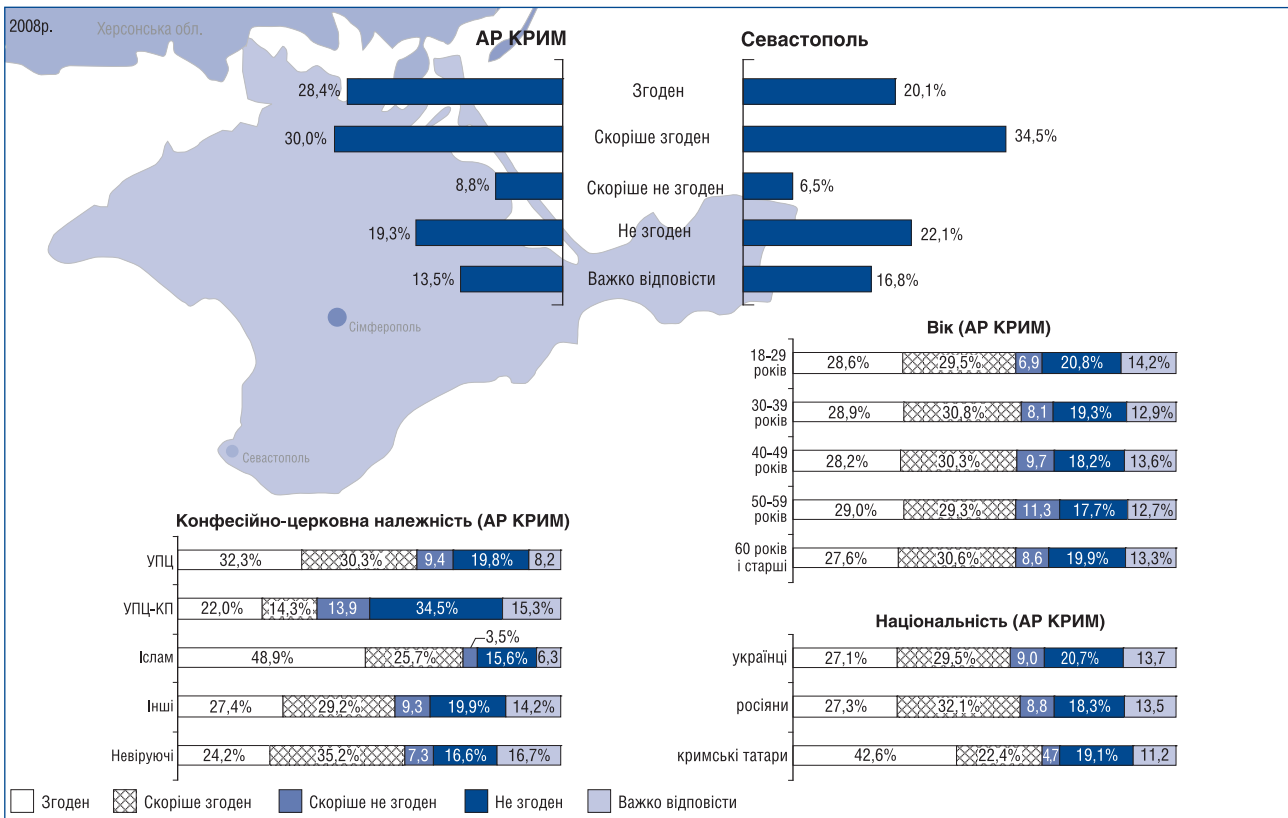 2008р.
Херсонська обл.
АР КРИМ
Севастополь
28,4%
Згоден
20,1%
30,0%
Скоріше згоден
34,5%
8,8%
Скоріше не згоден
6,5%
19,3%
Не згоден
22,1%
13,5%
Важко відповісти
16,8%
Сімферополь
Севастополь
Вік (АР КРИМ)
18-29
років
28,6% 29,5% 6,9 20,8% 14,2%
30-39
років
28,9% 30,8% 8,1 19,3% 12,9%
40-49
років
28,2% 30,3% 9,7 18,2% 13,6%
50-59
років
29,0% 29,3% 11,3 17,7% 12,7%
60 років
і старші
27,6% 30,6% 8,6 19,9% 13,3%
Конфесійно-церковна належність (АР КРИМ)
УПЦ 32,3% 30,3% 9,4 19,8% 8,2
УПЦ-КП 22,0% 14,3% 13,9 34,5% 15,3%
3,5%
Іслам 48,9% 25,7% 15,6% 6,3
Інші 27,4% 29,2% 9,3 19,9% 14,2%
Невіруючі 24,2% 35,2% 7,3 16,6% 16,7%
Національність (АР КРИМ)
українці 27,1% 29,5% 9,0 20,7% 13,7
росіяни 27,3% 32,1% 8,8 18,3% 13,5
кримські татари 42,6% 22,4% 4,7 19,1% 11,2
Згоден Скоріше згоден Скоріше не згоден Не згоден Важко відповісти